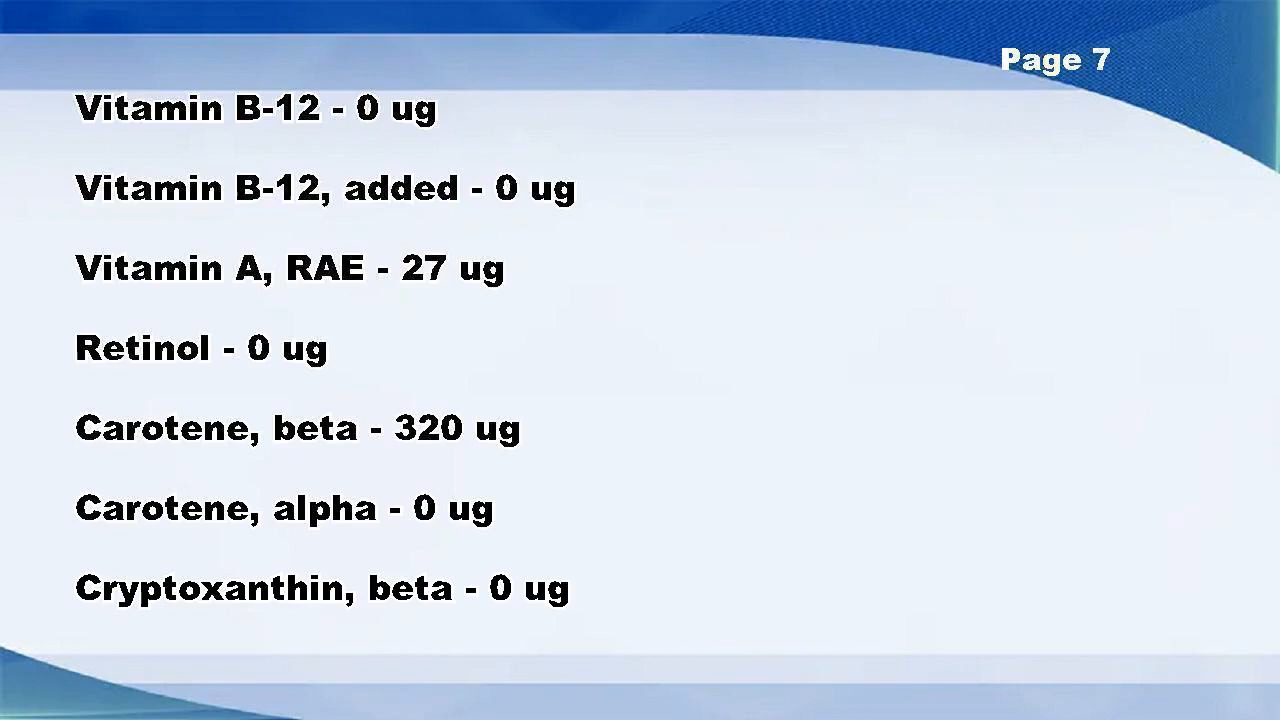 Page 7
Vitamin B-12 - 0 ug
Vitamin B-12, added - 0 ug
Vitamin A, RAE - 27 ug
Retinol - 0 ug
Carotene, beta - 320 ug
Carotene, alpha - 0 ug
Cryptoxanthin, beta - 0 ug